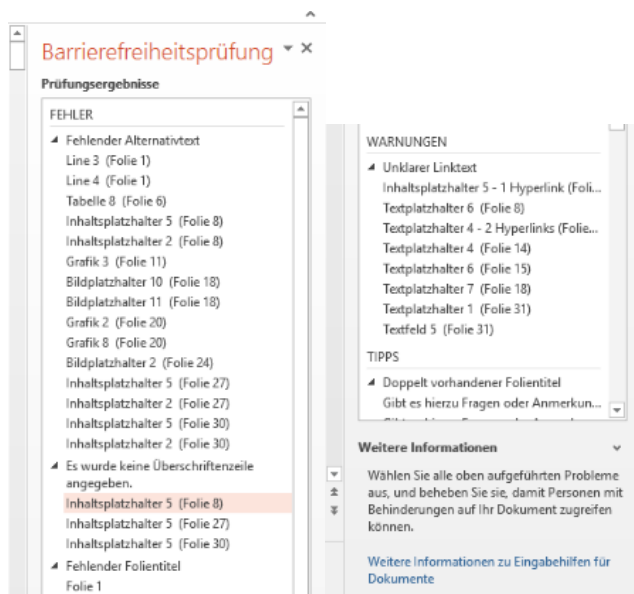 Barrierefreiheitsprüfung
Prüfungsergebnisse
FEHLER
Fehlender Alternativtext
Line 3 (Folie 1)
Line 4 (Folie 1)
Tabelle 8 (Folie 6)
Inhaltsplatzhalter 5 (Folie 8)
Inhaltsplatzhalter 2 (Folie 8)
Grafik 3 (Folie 11)
Bildplatzhalter 10 (Folie 18)
Bildplatzhalter 11 (Folie 18)
Grafik 2 (Folie 20)
Grafik 8 (Folie 20)
Bildplatzhalter 2 (Folie 24)
Inhaltsplatzhalter 5 (Folie 27)
Inhaltsplatzhalter 2 (Folie 27)
Inhaltsplatzhalter 5 (Folie 30)
Inhaltsplatzhalter 2 (Folie 30)
Es wurde keine Überschriftenzeile
angegeben.
Inhaltsplatzhalter 5 (Folie 8)
Inhaltsplatzhalter 5 (Folie 27)
Inhaltsplatzhalter 5 (Folie 30)
Fehlender Folientitel
Folie 1
WARNUNGEN
Unklarer Linktext
Inhaltsplatzhalter 5 - 1 Hyperlink (Foli...
Textplatzhalter 6 (Folie 8)
Textplatzhalter 4 - 2 Hyperlinks (Folie...
Textplatzhalter 4 (Folie 14)
Textplatzhalter 6 (Folie 15)
Textplatzhalter 7 (Folie 18)
Textplatzhalter 1 (Folie 31)
Textfeld 5 (Folie 31)
TIPPS
Doppelt vorhandener Folientitel
Gibt es hierzu Fragen oder Anmerkun...
Weitere Informationen
Wählen Sie alle oben aufgeführten Probleme
aus, und beheben Sie sie, damit Personen mit
Behinderungen auf Ihr Dokument zugreifen
können.
Weitere Informationen zu Eingabehilfen für
Dokumente